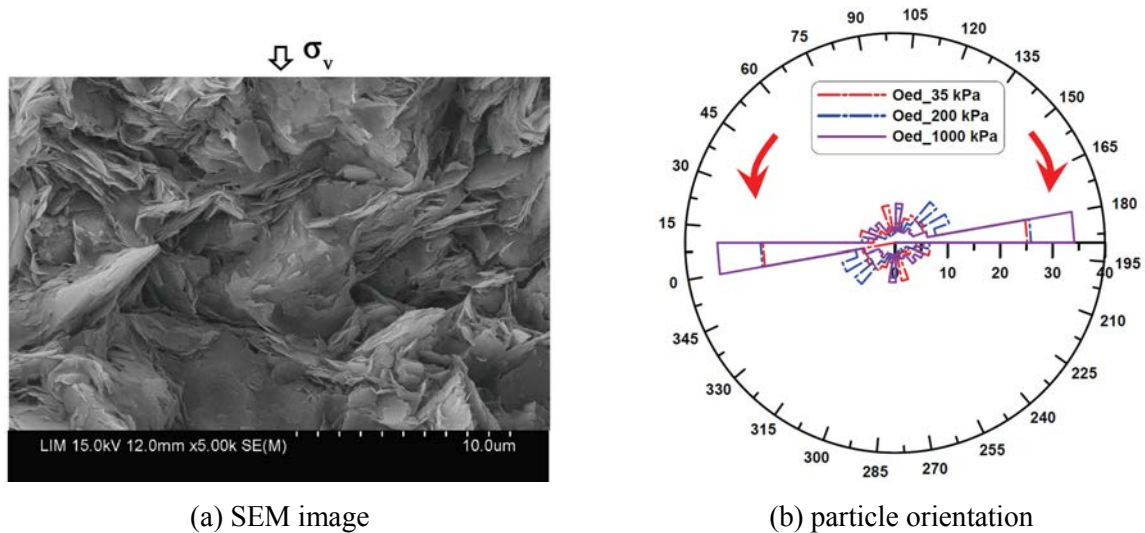 σv
LIM 15.0kV 12.0mm x5.00k SE(M)
10.0um
(a) SEM image
90
105
75
120
60
135
45
150
30
165
15
180
0
195
345
210
330
225
315
240
300
255
285
270
Oed_35 kPa
Oed_200 kPa
Oed_1000 kPa
0 10 20 30 40
(b) particle orientation